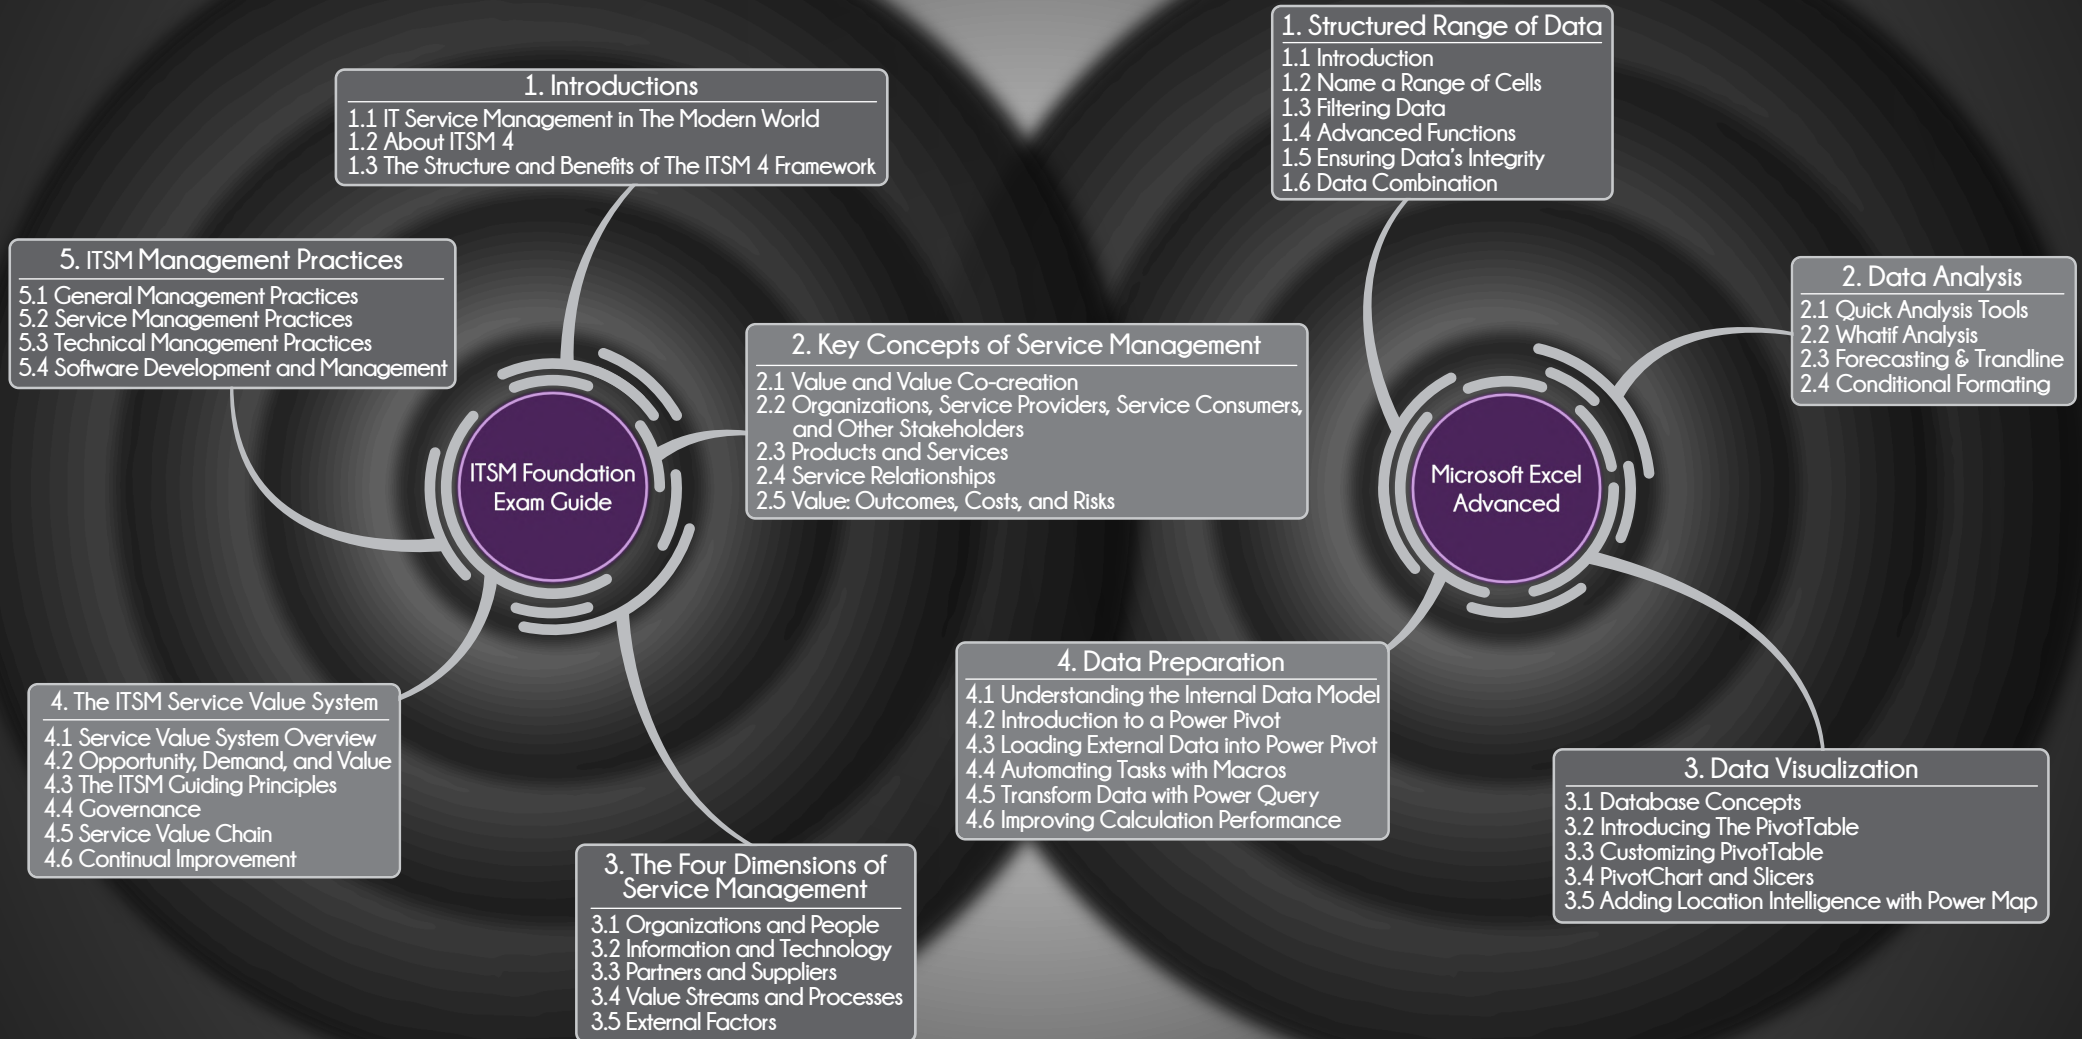 ITSM Foundation
Exam Guide
1. Introductions
1.1 IT Service Management in The Modern World
1.2 About ITSM 4
1.3 The Structure and Benefits of The ITSM 4 Framework
2. Key Concepts of Service Management
2.1 Value and Value Co-creation
2.2 Organizations, Service Providers, Service Consumers,
and Other Stakeholders
2.3 Products and Services
2.4 Service Relationships
2.5 Value: Outcomes, Costs, and Risks
3. The Four Dimensions of
Service Management
3.1 Organizations and People
3.2 Information and Technology
3.3 Partners and Suppliers
3.4 Value Streams and Processes
3.5 External Factors
4. The ITSM Service Value System
4.1 Service Value System Overview
4.2 Opportunity, Demand, and Value
4.3 The ITSM Guiding Principles
4.4 Governance
4.5 Service Value Chain
4.6 Continual Improvement
5. ITSM Management Practices
5.1 General Management Practices
5.2 Service Management Practices
5.3 Technical Management Practices
5.4 Software Development and Management
Microsoft Excel
Advanced
1. Structured Range of Data
1.1 Introduction
1.2 Name a Range of Cells
1.3 Filtering Data
1.4 Advanced Functions
1.5 Ensuring Data's Integrity
1.6 Data Combination
2. Data Analysis
2.1 Quick Analysis Tools
2.2 Whatif Analysis
2.3 Forecasting & Trandline
2.4 Conditional Formating
3. Data Visualization
3.1 Database Concepts
3.2 Introducing The PivotTable
3.3 Customizing PivotTable
3.4 PivotChart and Slicers
3.5 Adding Location Intelligence with Power Map
4. Data Preparation
4.1 Understanding the Internal Data Model
4.2 Introduction to a Power Pivot
4.3 Loading External Data into Power Pivot
4.4 Automating Tasks with Macros
4.5 Transform Data with Power Query
4.6 Improving Calculation Performance